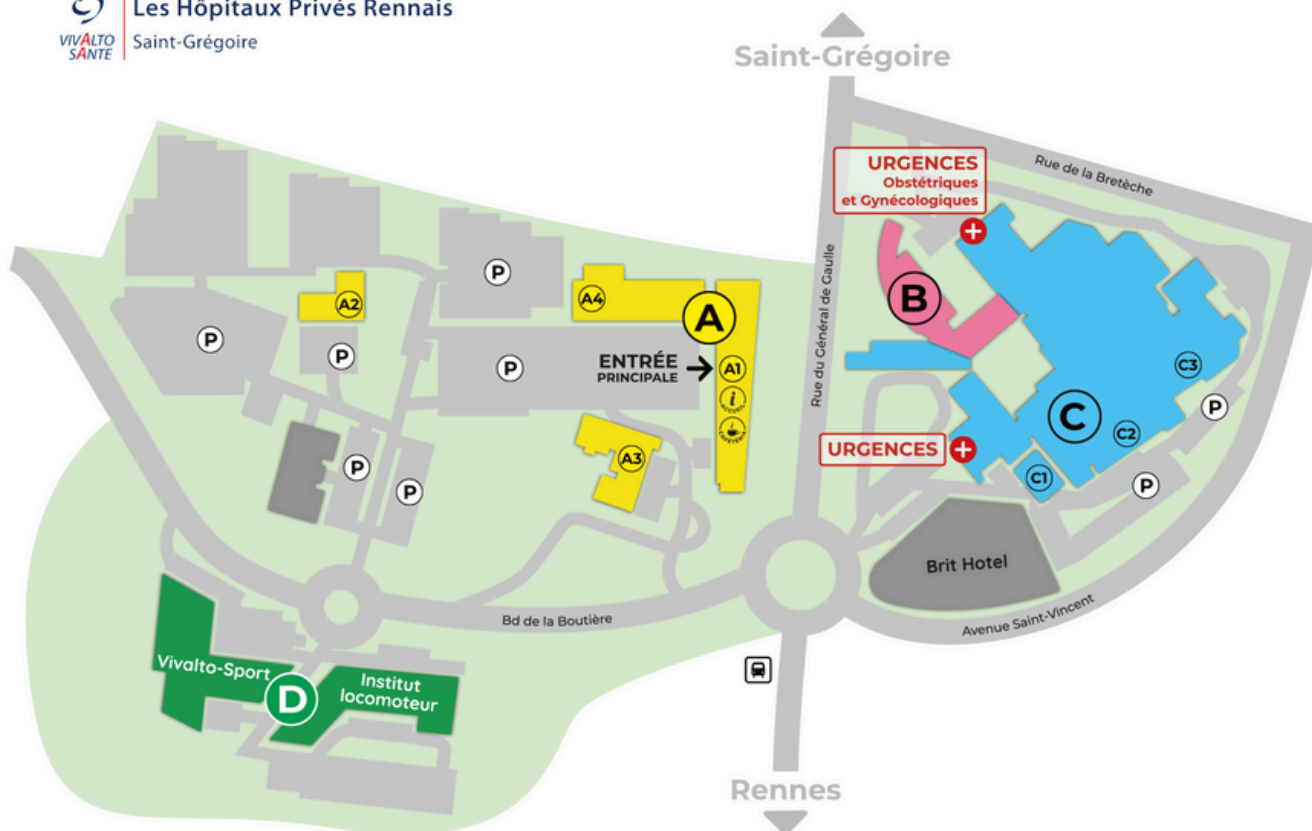 Les Hôpitaux Privés Rennais
VIVALTO
SANTÉ
Saint-Grégoire
Saint-Grégoire
URGENCES
Obstétriques
et Gynécologiques
Rue de la Bretèche
Rue du Général de Gaulle
P
A2
A4
A
B
P
P
P
ENTRÉE
PRINCIPALE
A1
i
ACCUEIL
CAFÉTÉRIA
C3
C
C2
P
A3
URGENCES
C1
P
P
P
Brit Hotel
Bd de la Boutière
Avenue Saint-Vincent
Vivalto-Sport
D
Institut
locomoteur
Rennes